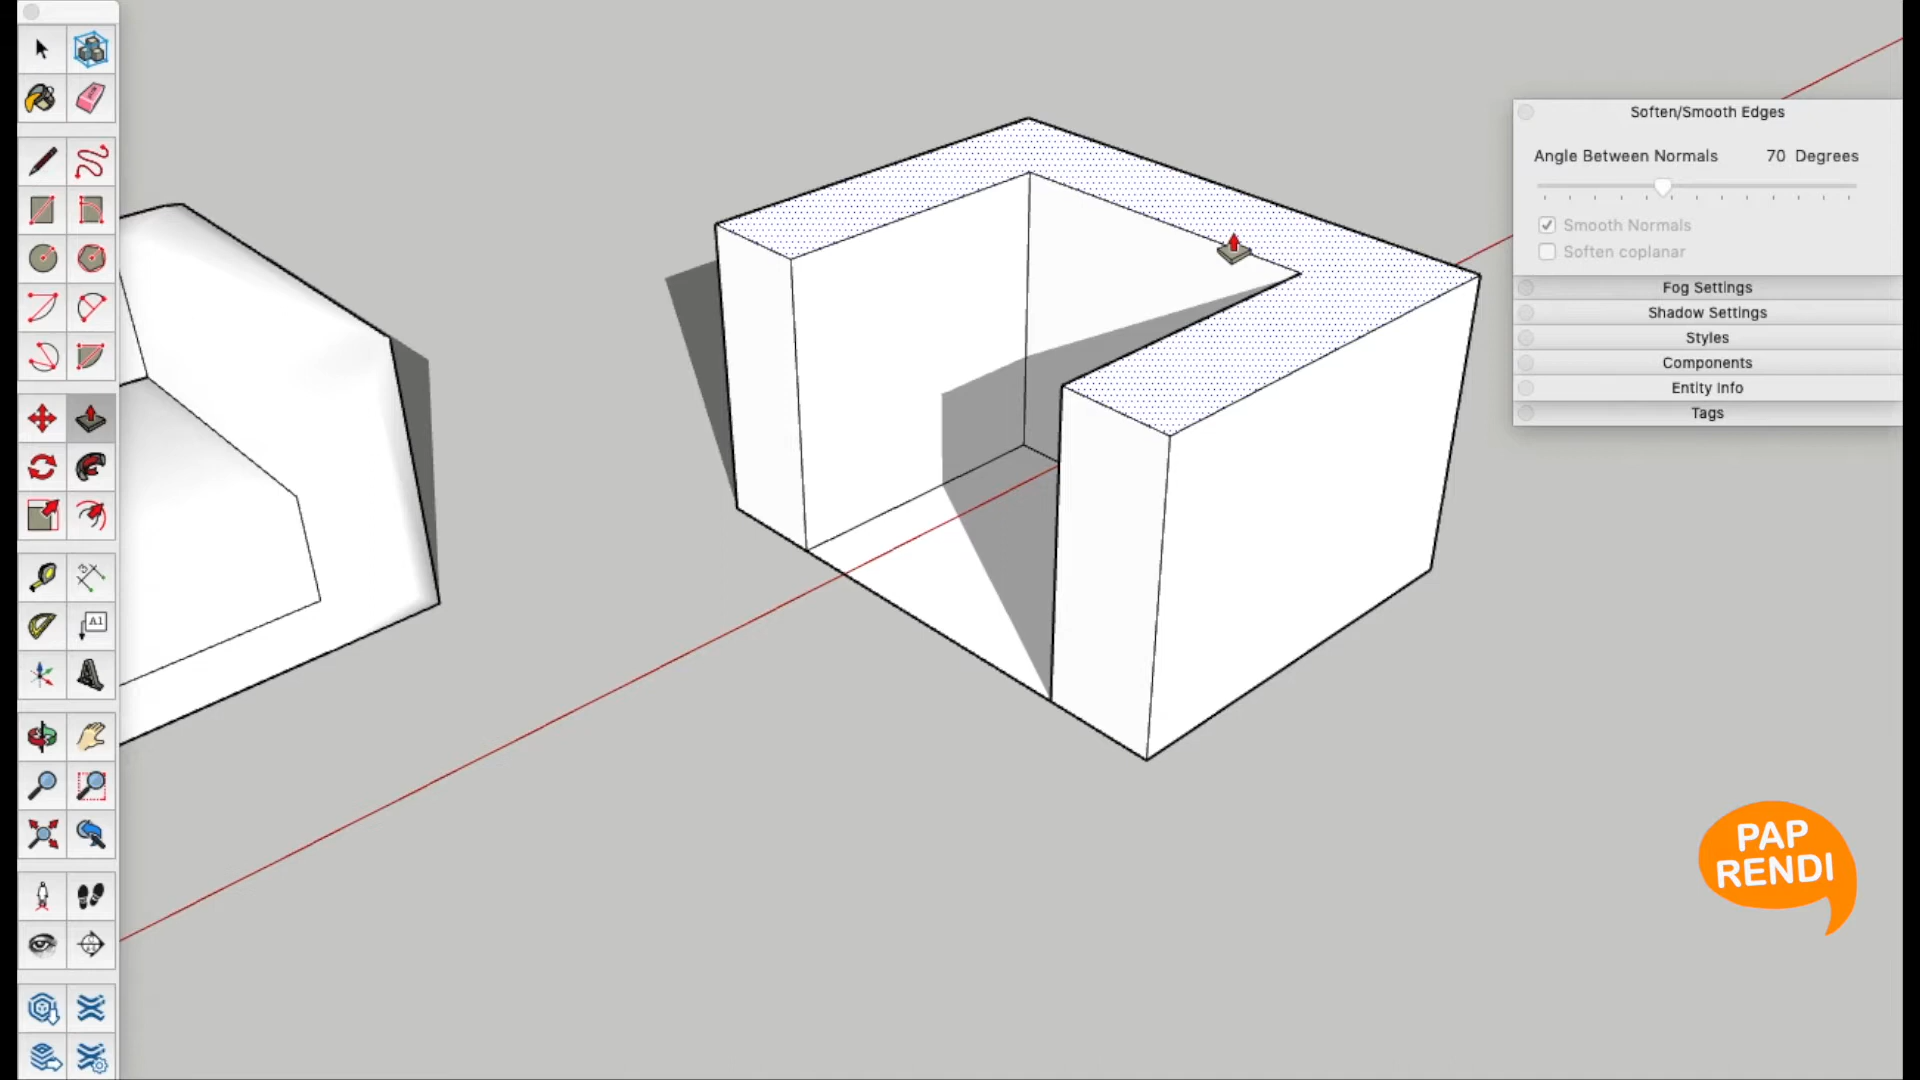 Soften/Smooth Edges
Angle Between Normals 70 Degrees
Smooth Normals
Soften coplanar
Fog Settings
Shadow Settings
Styles
Components
Entity Info
Tags
A1
PAP
RENDI